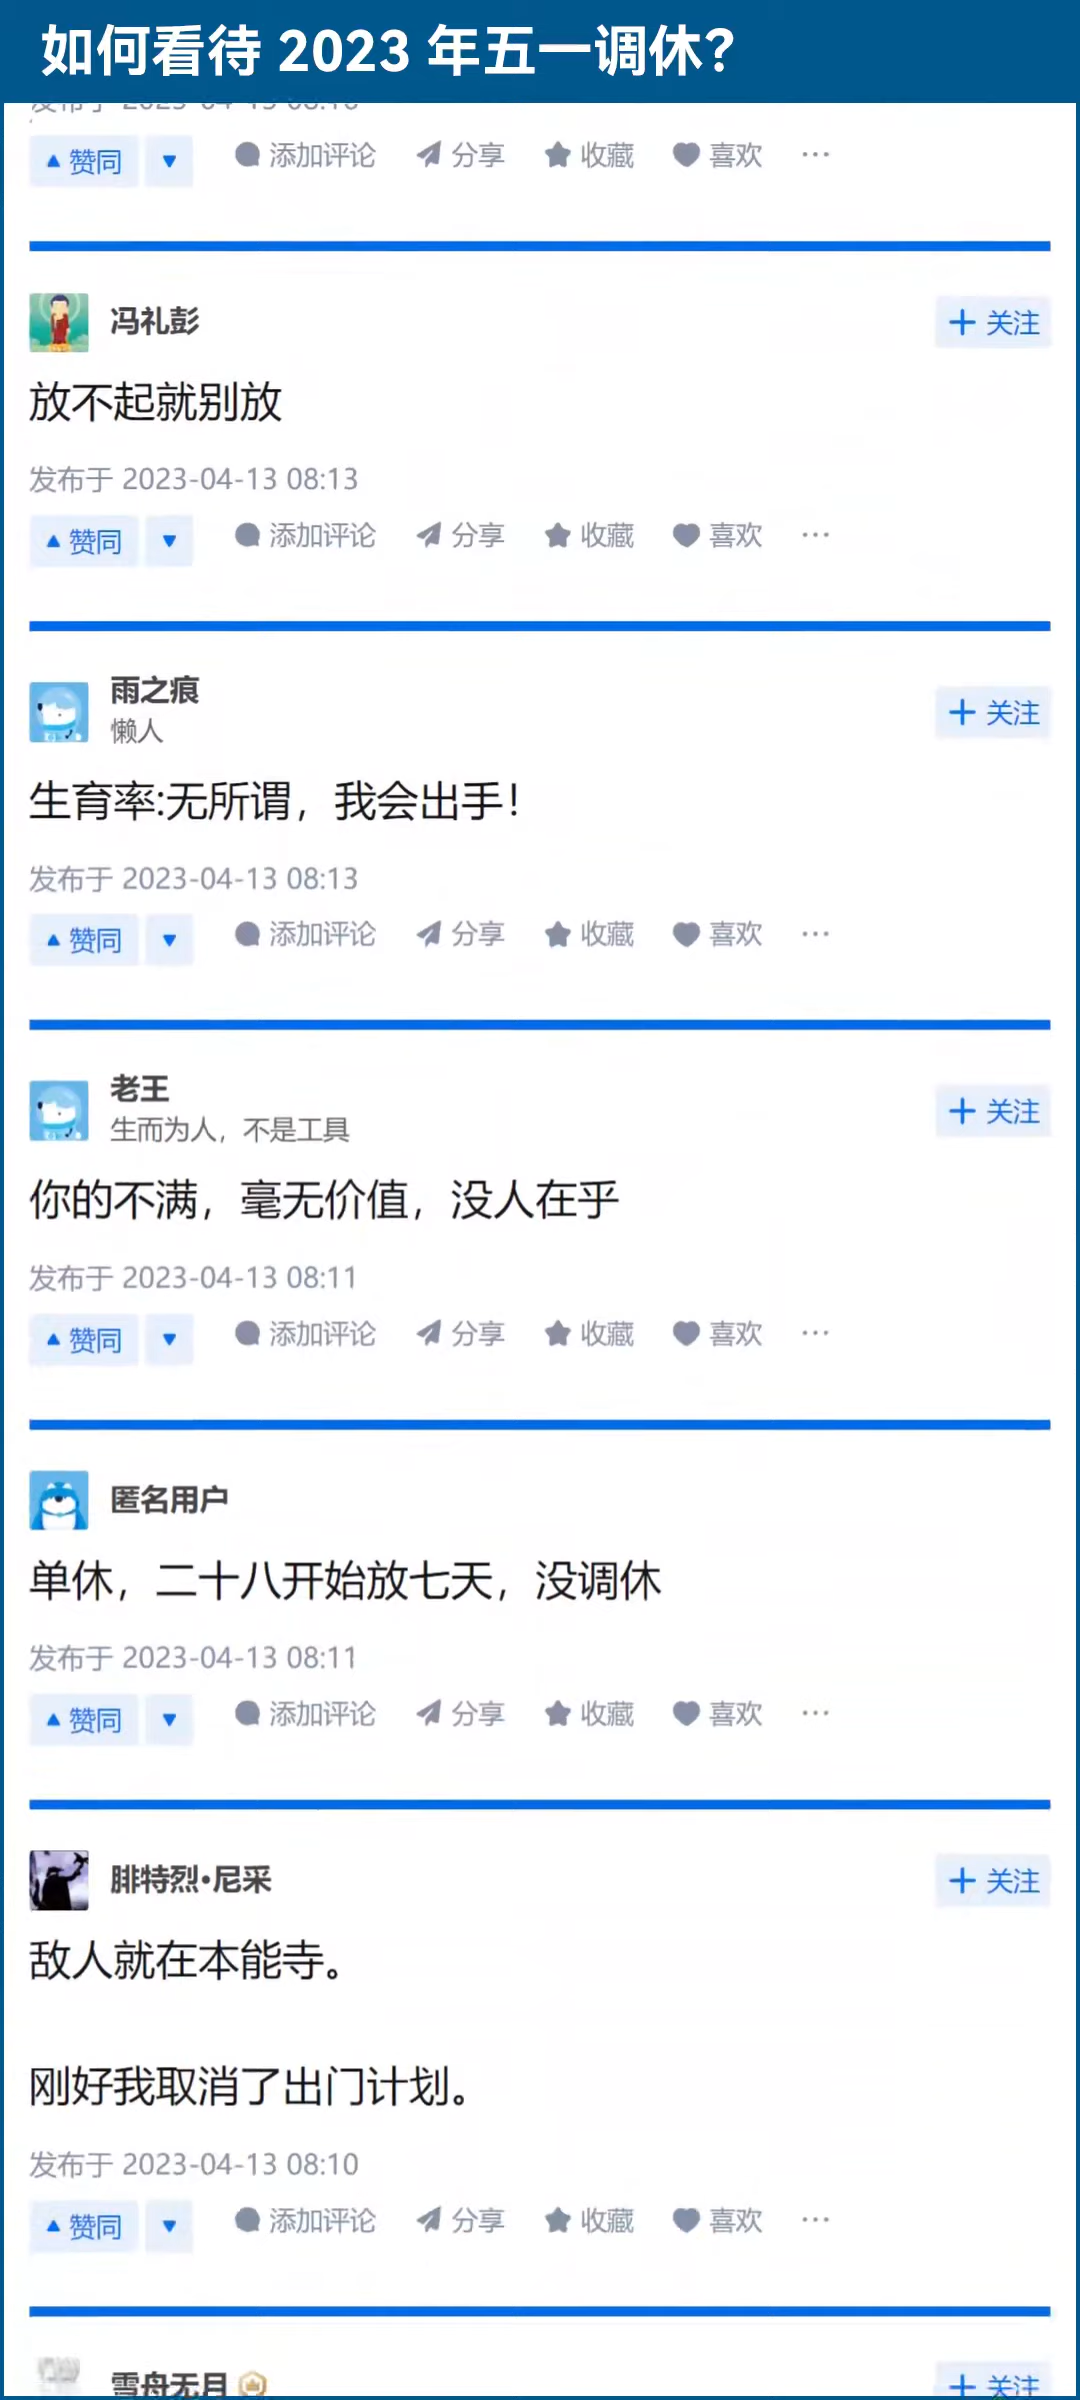 如何看待 2023 年五一调休？
赞同 添加评论 分享 收藏 喜欢 ···
冯礼彭
+ 关注
放不起就别放
发布于 2023-04-13 08:13
赞同 添加评论 分享 收藏 喜欢 ···
雨之痕
懒人
+ 关注
生育率:无所谓，我会出手！
发布于 2023-04-13 08:13
赞同 添加评论 分享 收藏 喜欢 ···
老王
生而为人，不是工具
+ 关注
你的不满，毫无价值，没人在乎
发布于 2023-04-13 08:11
赞同 添加评论 分享 收藏 喜欢 ···
匿名用户
单休，二十八开始放七天，没调休
发布于 2023-04-13 08:11
赞同 添加评论 分享 收藏 喜欢 ···
腓特烈·尼采
+ 关注
敌人就在本能寺。
刚好我取消了出门计划。
发布于 2023-04-13 08:10
赞同 添加评论 分享 收藏 喜欢 ···
雪舟无月
+ 关注